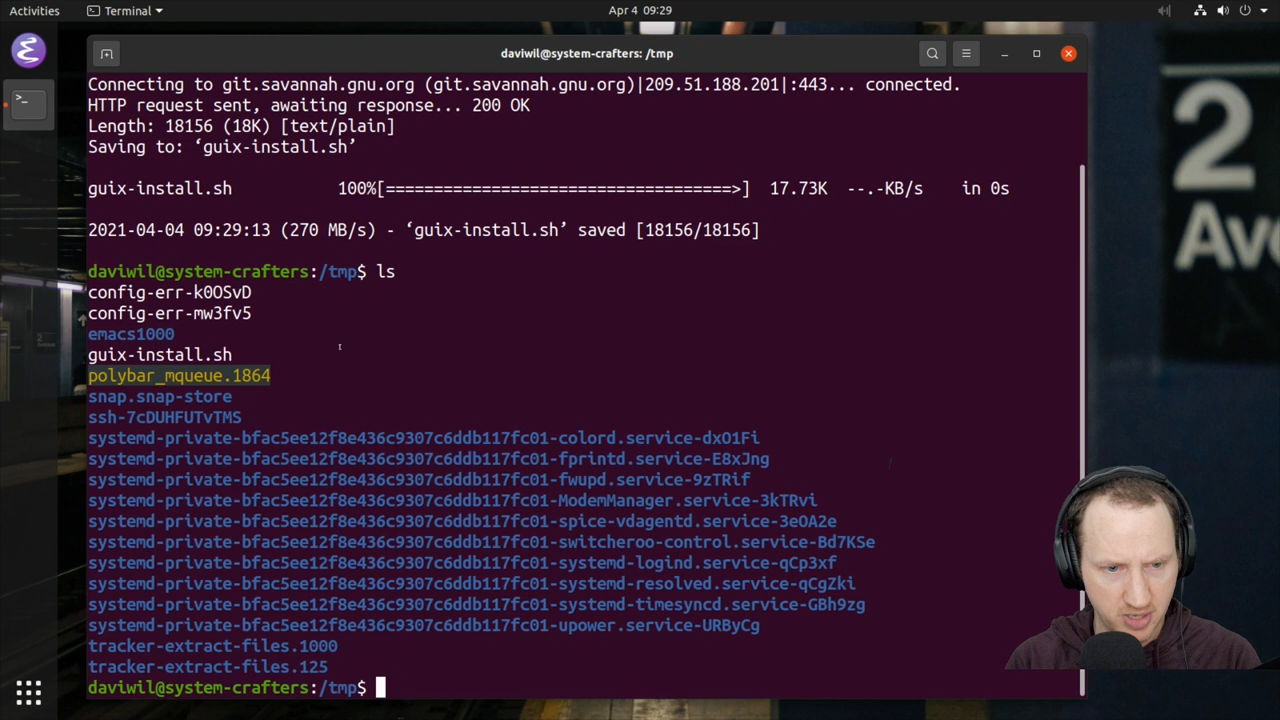 Activities
Terminal
Apr 4 09:29
daviwil@system-crafters: /tmp
Connecting to git.savannah.gnu.org (git.savannah.gnu.org)|209.51.188.201|:443... connected.
HTTP request sent, awaiting response... 200 OK
Length: 18156 (18K) [text/plain]
Saving to: ‘guix-install.sh’
guix-install.sh 100%[===================================>] 17.73K --.-KB/s in 0s
2021-04-04 09:29:13 (270 MB/s) - ‘guix-install.sh’ saved [18156/18156]
daviwil@system-crafters:/tmp$ ls
config-err-k0OSvD
config-err-mw3fv5
emacs1000
guix-install.sh
polybar_mqueue.1864
snap.snap-store
ssh-7cDUHFUTvTMS
systemd-private-bfac5ee12f8e436c9307c6ddb117fc01-colord.service-dxO1Fi
systemd-private-bfac5ee12f8e436c9307c6ddb117fc01-fprintd.service-E8xJng
systemd-private-bfac5ee12f8e436c9307c6ddb117fc01-fwupd.service-9zTRif
systemd-private-bfac5ee12f8e436c9307c6ddb117fc01-ModemManager.service-3kTRvi
systemd-private-bfac5ee12f8e436c9307c6ddb117fc01-spice-vdagentd.service-3eOA2e
systemd-private-bfac5ee12f8e436c9307c6ddb117fc01-switcheroo-control.service-Bd7KSe
systemd-private-bfac5ee12f8e436c9307c6ddb117fc01-systemd-logind.service-qCp3xf
systemd-private-bfac5ee12f8e436c9307c6ddb117fc01-systemd-resolved.service-qCgZki
systemd-private-bfac5ee12f8e436c9307c6ddb117fc01-systemd-timesyncd.service-GBh9zg
systemd-private-bfac5ee12f8e436c9307c6ddb117fc01-upower.service-URByCg
tracker-extract-files.1000
tracker-extract-files.125
daviwil@system-crafters:/tmp$
2
Ave